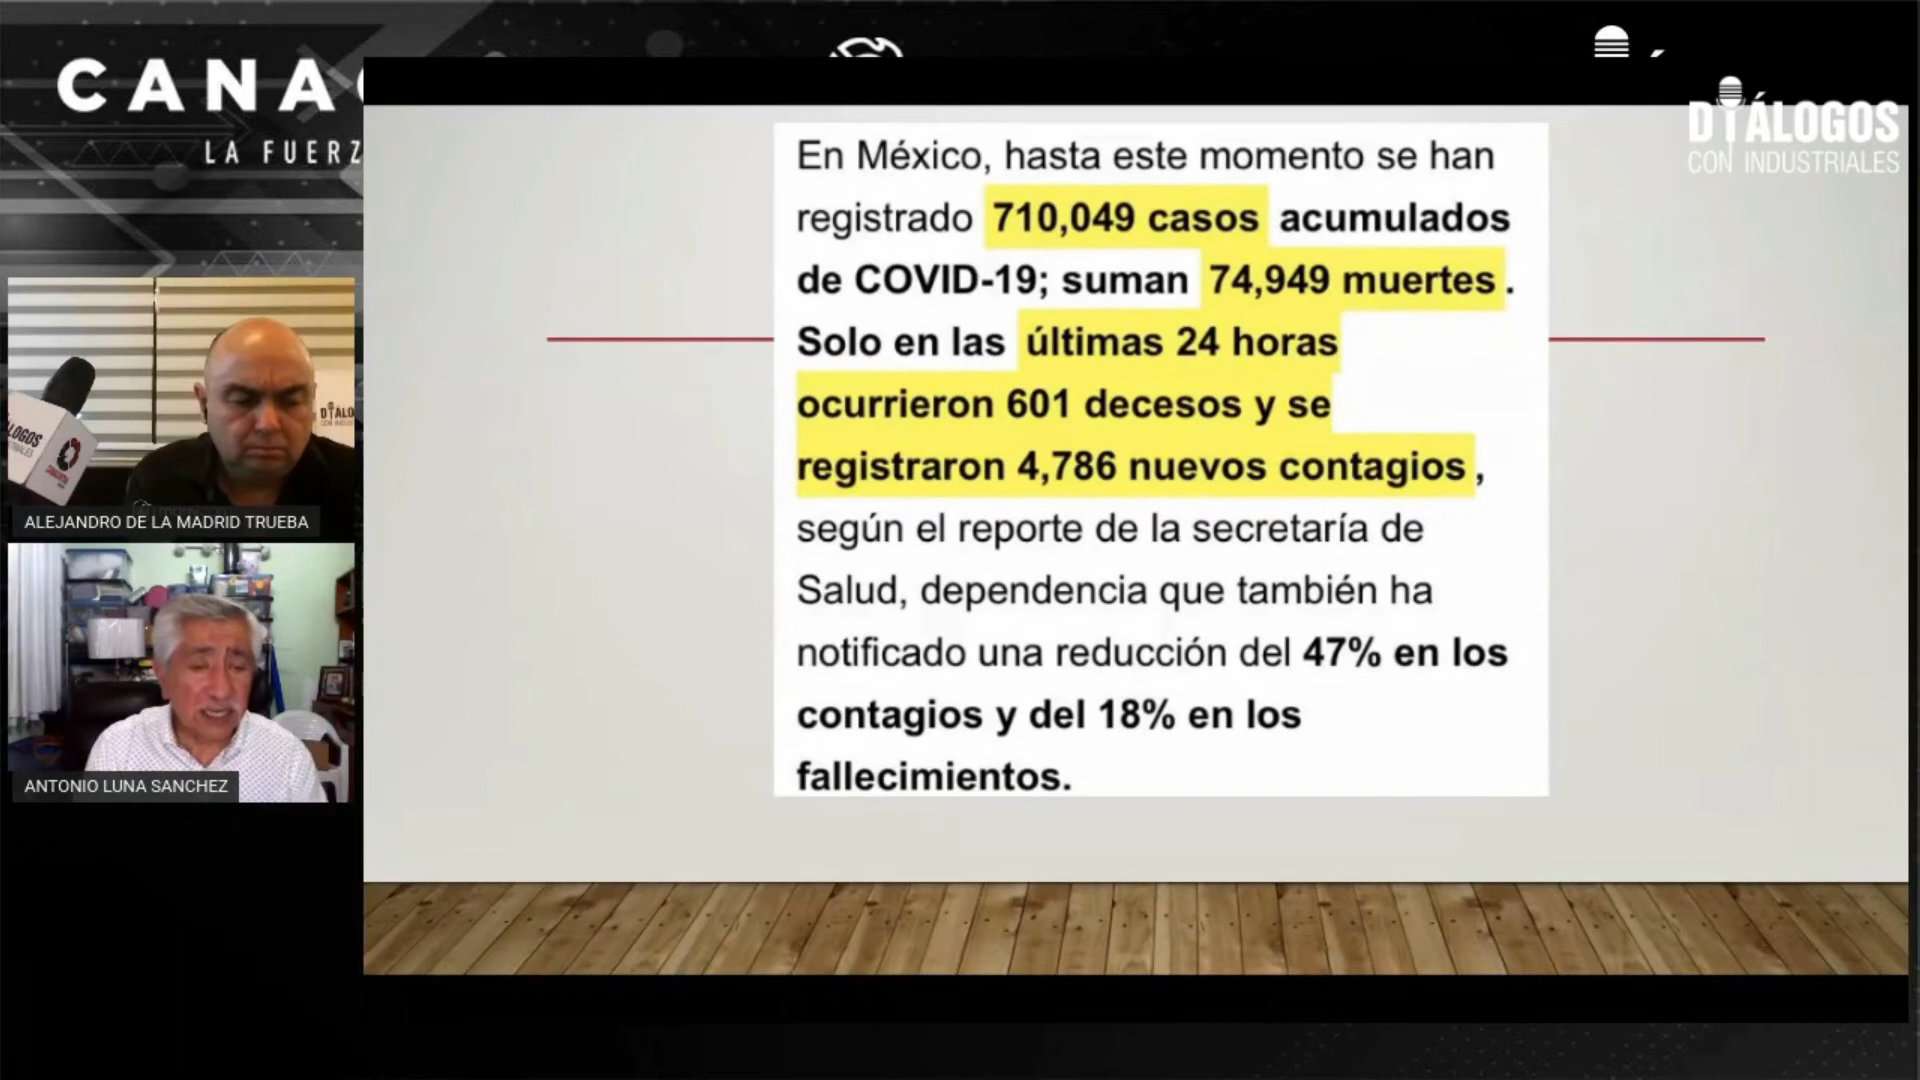 CANA
LA FUERZ
DIÁLOGOS
CON INDUSTRIALES
En México, hasta este momento se han
registrado 710,049 casos acumulados
de COVID-19; suman 74,949 muertes.
Solo en las últimas 24 horas
ocurrieron 601 decesos y se
registraron 4,786 nuevos contagios,
según el reporte de la secretaría de
Salud, dependencia que también ha
notificado una reducción del 47% en los
contagios y del 18% en los
fallecimientos.
ALEJANDRO DE LA MADRID TRUEBA
ANTONIO LUNA SANCHEZ